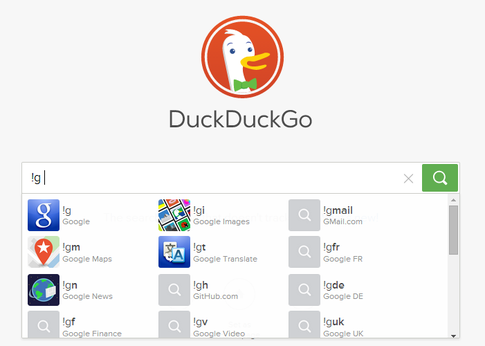 DuckDuckGo
!g
!g
Google
!gi
Google Images
!gmail
GMail.com
!gm
Google Maps
!gt
Google Translate
!gfr
Google FR
!gn
Google News
!gh
GitHub.com
!gde
Google DE
!gf
Google Finance
!gv
Google Video
!guk
Google UK